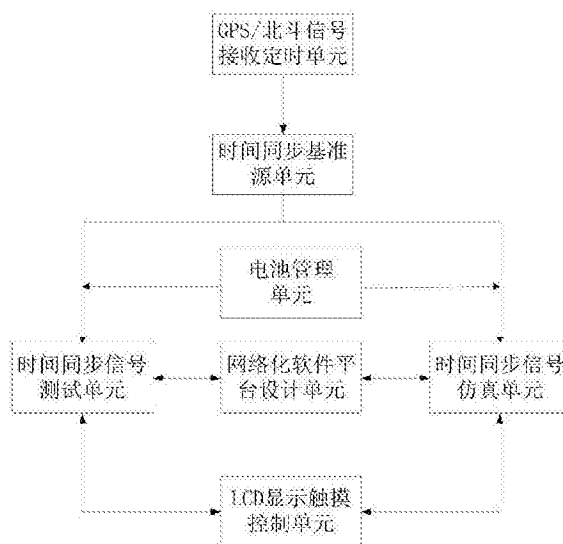 GPS/北斗信号
接收定时单元
时间同步基准
源单元
电池管理
单元
时间同步信号
测试单元
网络化软件平
台设计单元
时间同步信号
仿真单元
LCD显示触摸
控制单元